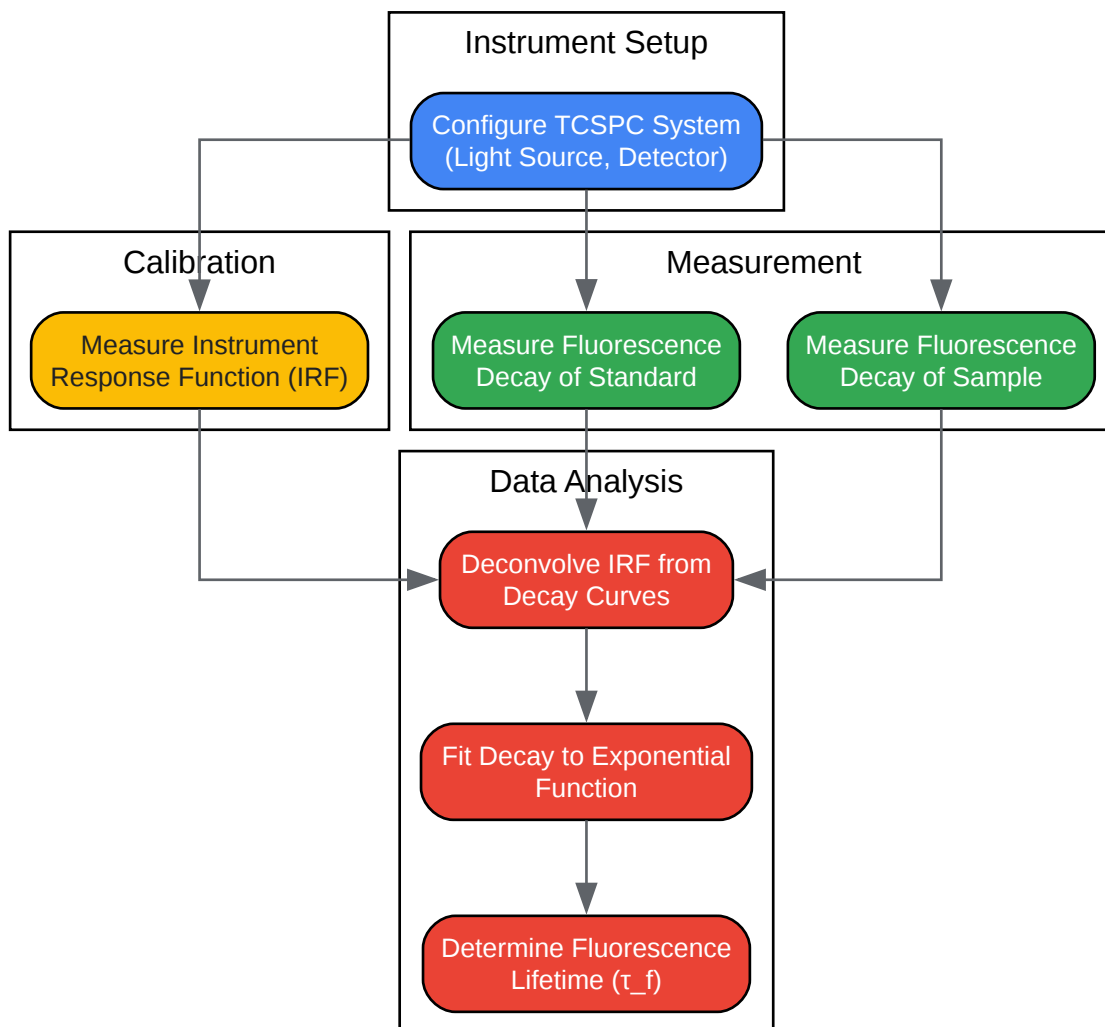 Instrument Setup
Configure TCSPC System
(Light Source, Detector)
Calibration
Measure Instrument
Response Function (IRF)
Measurement
Measure Fluorescence
Decay of Standard
Measure Fluorescence
Decay of Sample
Data Analysis
Deconvolve IRF from
Decay Curves
Fit Decay to Exponential
Function
Determine Fluorescence
Lifetime (τ_f)